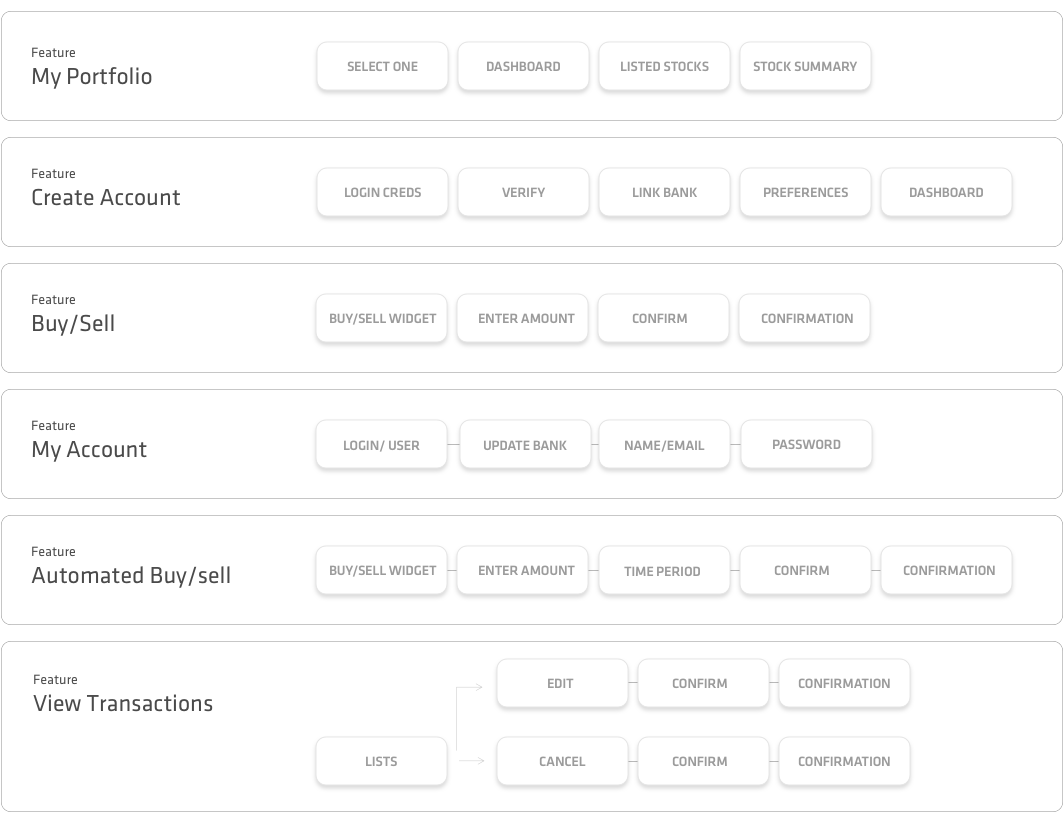 Feature
My Portfolio
SELECT ONE
DASHBOARD
LISTED STOCKS
STOCK SUMMARY
Feature
Create Account
LOGIN CREDS
VERIFY
LINK BANK
PREFERENCES
DASHBOARD
Feature
Buy/Sell
BUY/SELL WIDGET
ENTER AMOUNT
CONFIRM
CONFIRMATION
Feature
My Account
LOGIN/ USER
UPDATE BANK
NAME/EMAIL
PASSWORD
Feature
Automated Buy/sell
BUY/SELL WIDGET
ENTER AMOUNT
TIME PERIOD
CONFIRM
CONFIRMATION
Feature
View Transactions
EDIT
CONFIRM
CONFIRMATION
LISTS
CANCEL
CONFIRM
CONFIRMATION